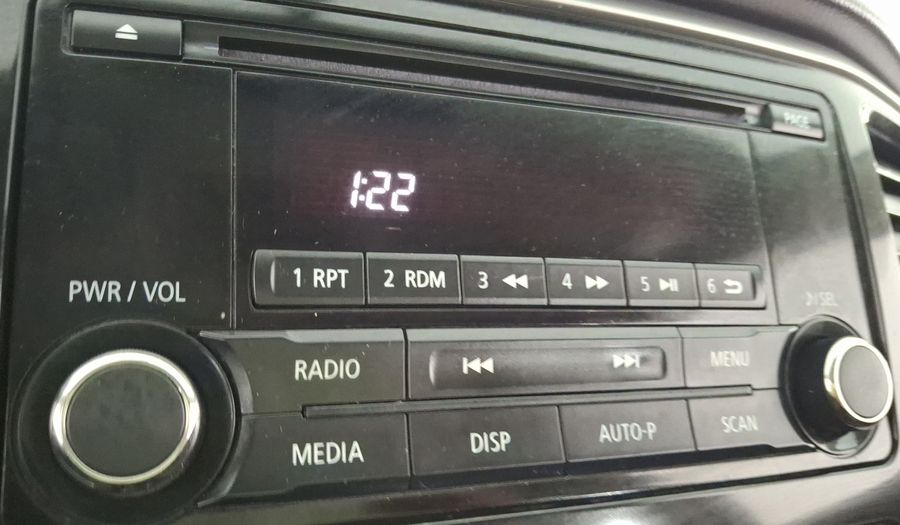 PAGE
1:22
1 RPT 2 RDM 3 4 5 6
PWR / VOL
♪/SEL
RADIO
MENU
MEDIA
DISP
AUTO-P
SCAN